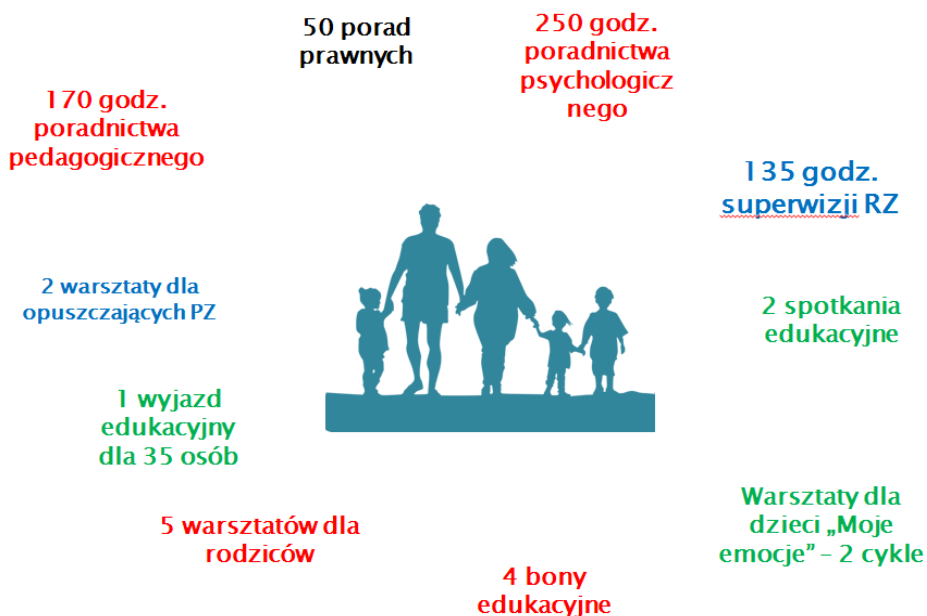 50 porad
prawnych
250 godz.
poradnictwa
psychologicz
nego
170 godz.
poradnictwa
pedagogicznego
135 godz.
superwizji RZ
2 warsztaty dla
opuszczających PZ
2 spotkania
edukacyjne
1 wyjazd
edukacyjny
dla 35 osób
Warsztaty dla
dzieci „Moje
emocje” – 2 cykle
5 warsztatów dla
rodziców
4 bony
edukacyjne